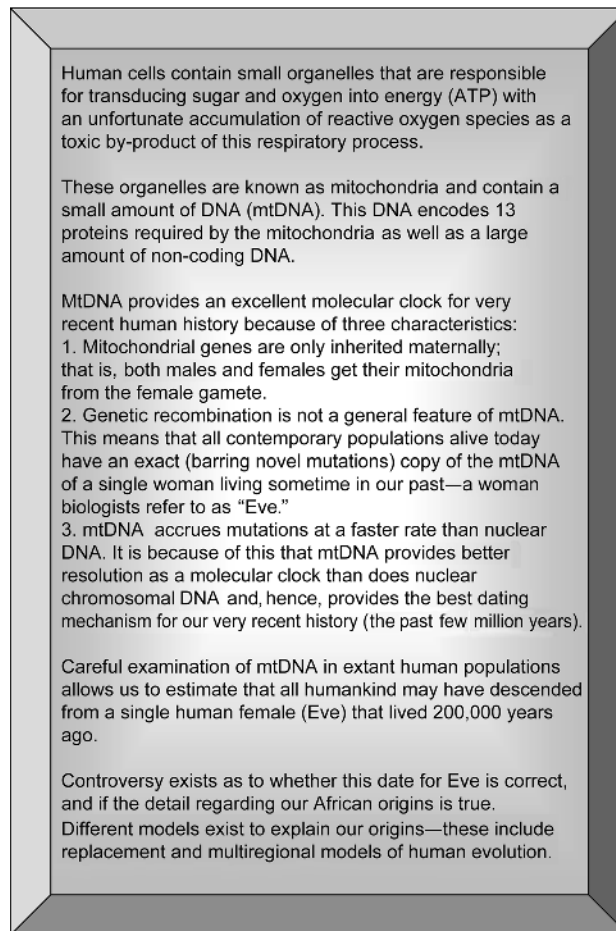 Human cells contain small organelles that are responsible
for transducing sugar and oxygen into energy (ATP) with
an unfortunate accumulation of reactive oxygen species as a
toxic by-product of this respiratory process.
These organelles are known as mitochondria and contain a
small amount of DNA (mtDNA). This DNA encodes 13
proteins required by the mitochondria as well as a large
amount of non-coding DNA.
MtDNA provides an excellent molecular clock for very
recent human history because of three characteristics:
1. Mitochondrial genes are only inherited maternally;
that is, both males and females get their mitochondria
from the female gamete.
2. Genetic recombination is not a general feature of mtDNA.
This means that all contemporary populations alive today
have an exact (barring novel mutations) copy of the mtDNA
of a single woman living sometime in our past—a woman
biologists refer to as “Eve.”
3. mtDNA accrues mutations at a faster rate than nuclear
DNA. It is because of this that mtDNA provides better
resolution as a molecular clock than does nuclear
chromosomal DNA and, hence, provides the best dating
mechanism for our very recent history (the past few million years).
Careful examination of mtDNA in extant human populations
allows us to estimate that all humankind may have descended
from a single human female (Eve) that lived 200,000 years
ago.
Controversy exists as to whether this date for Eve is correct,
and if the detail regarding our African origins is true.
Different models exist to explain our origins—these include
replacement and multiregional models of human evolution.